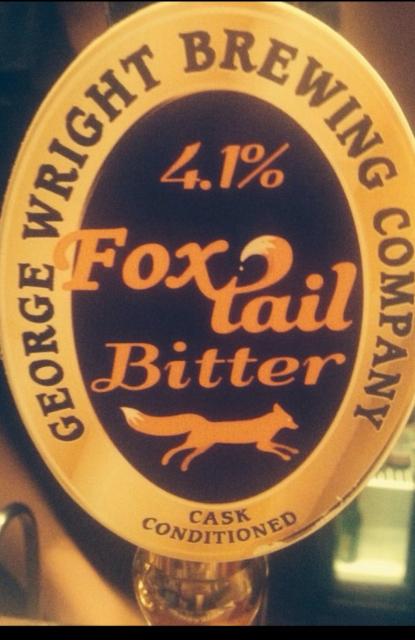 GEORGE WRIGHT BREWING COMPANY
4.1%
Fox tail
Bitter
CASK
CONDITIONED